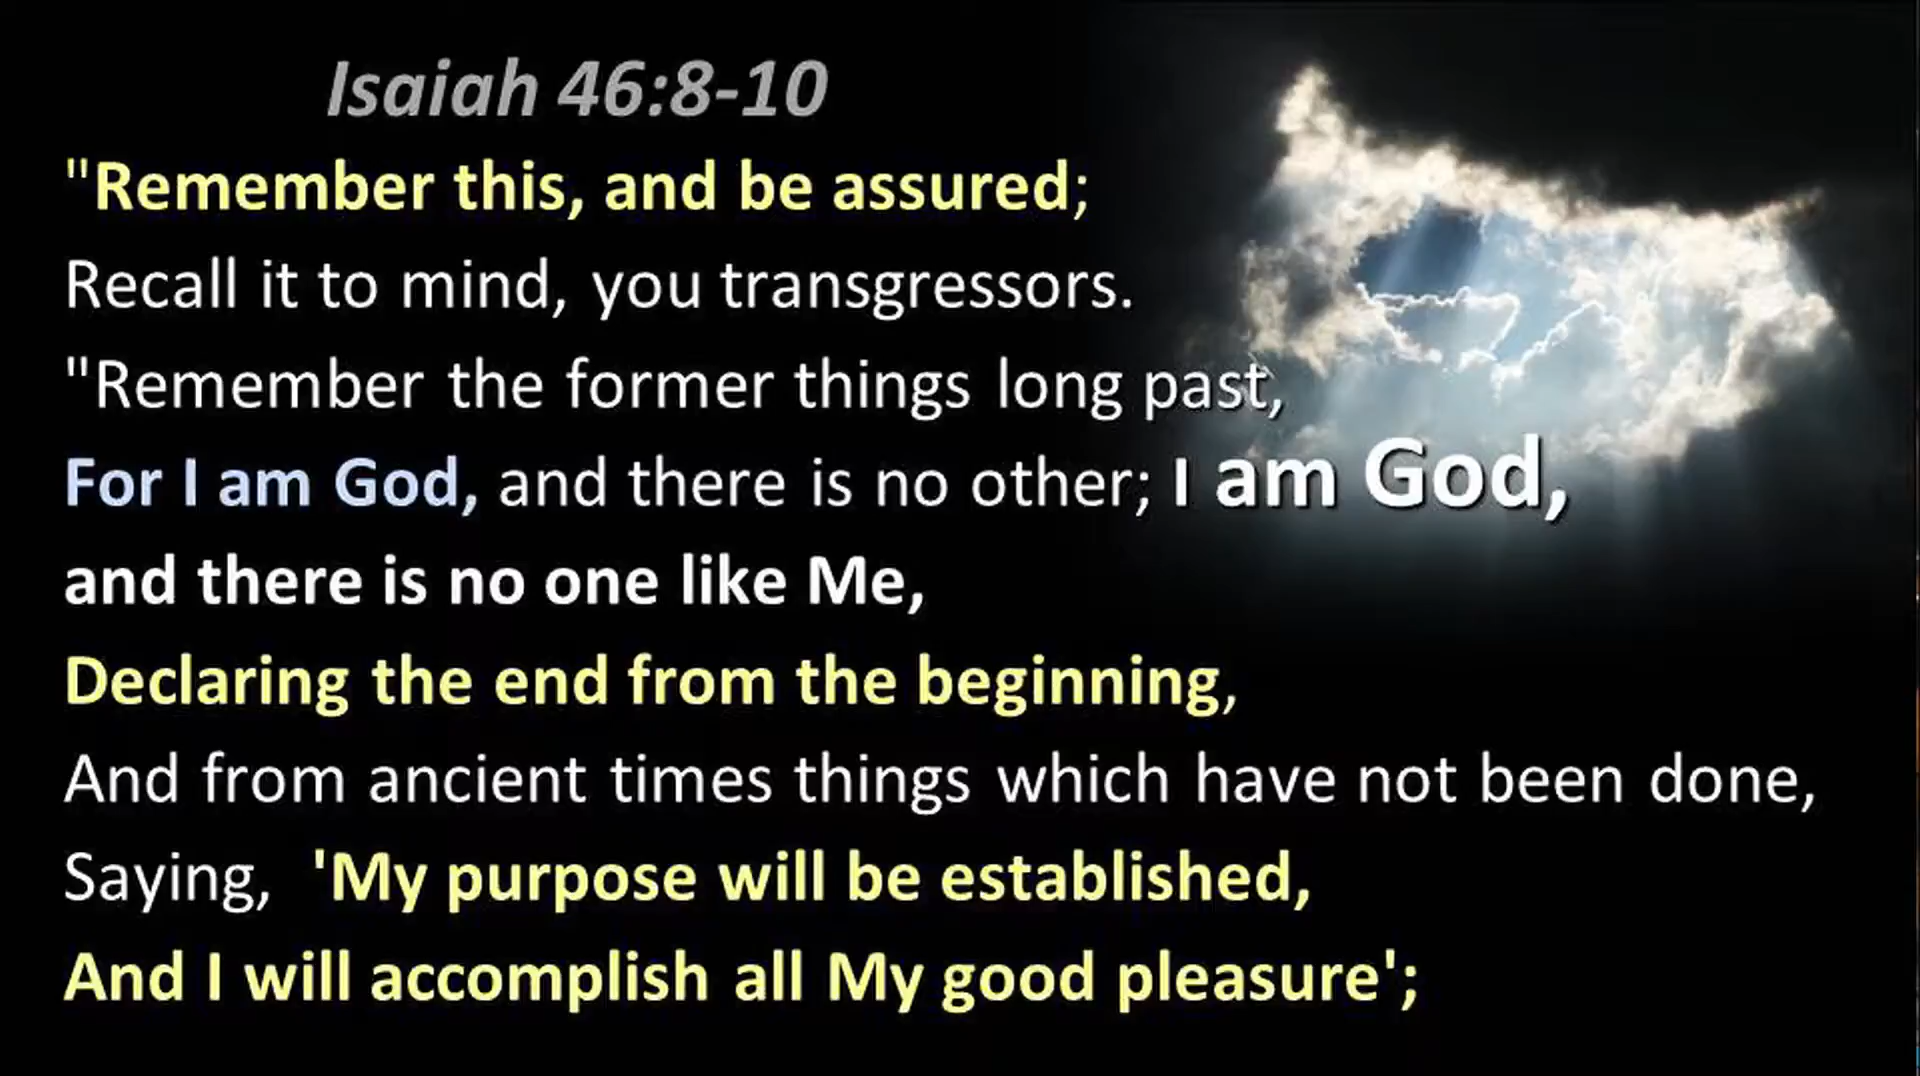 Isaiah 46:8-10
"Remember this, and be assured;
Recall it to mind, you transgressors.
"Remember the former things long past,
For I am God, and there is no other; I am God,
and there is no one like Me,
Declaring the end from the beginning,
And from ancient times things which have not been done,
Saying, 'My purpose will be established,
And I will accomplish all My good pleasure';